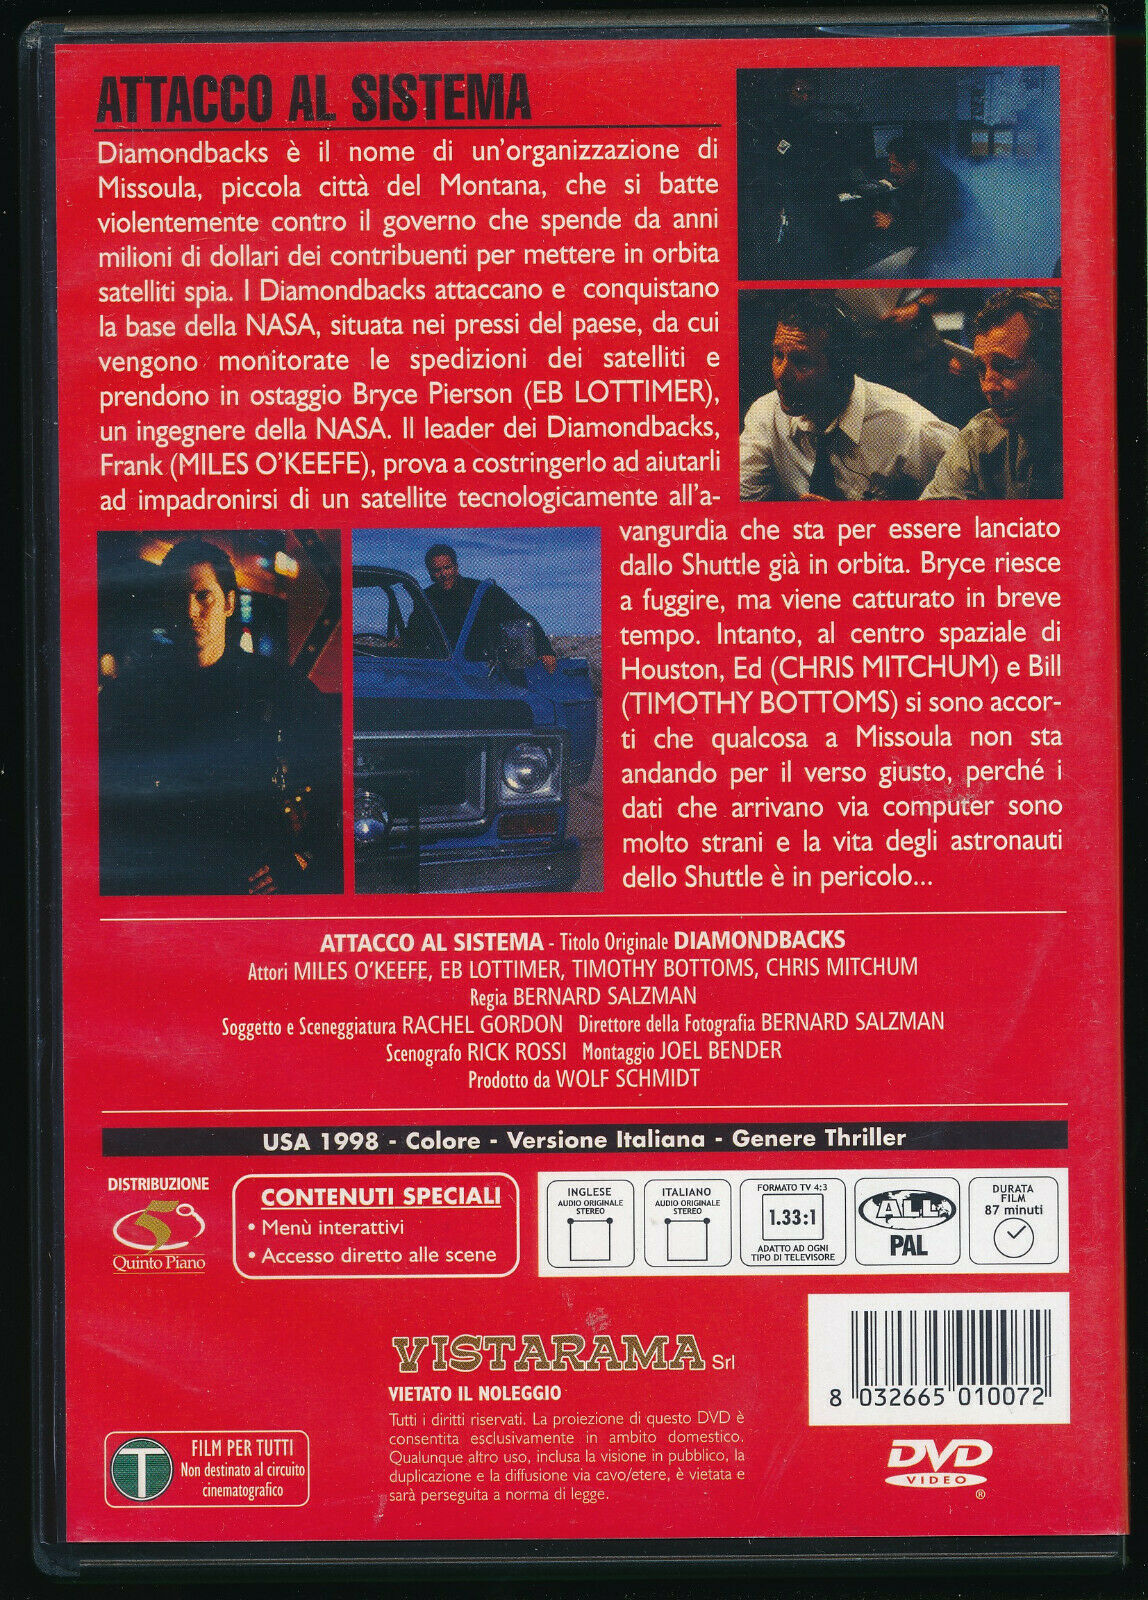 ATTACCO AL SISTEMA
Diamondbacks è il nome di un'organizzazione di
Missoula, piccola città del Montana, che si batte
violentemente contro il governo che spende da anni
milioni di dollari dei contribuenti per mettere in orbita
satelliti spia. I Diamondbacks attaccano e conquistano
la base della NASA, situata nei pressi del paese, da cui
vengono monitorate le spedizioni dei satelliti e
prendono in ostaggio Bryce Pierson (EB LOTTIMER),
un ingegnere della NASA. Il leader dei Diamondbacks,
Frank (MILES O'KEEFE), prova a costringerlo ad aiutarli
ad impadronirsi di un satellite tecnologicamente all'a-
vangurdia che sta per essere lanciato
dallo Shuttle già in orbita. Bryce riesce
a fuggire, ma viene catturato in breve
tempo. Intanto, al centro spaziale di
Houston, Ed (CHRIS MITCHUM) e Bill
(TIMOTHY BOTTOMS) si sono accor-
ti che qualcosa a Missoula non sta
andando per il verso giusto, perché i
dati che arrivano via computer sono
molto strani e la vita degli astronauti
dello Shuttle è in pericolo...
ATTACCO AL SISTEMA - Titolo Originale DIAMONDBACKS
Attori MILES O'KEEFE, EB LOTTIMER, TIMOTHY BOTTOMS, CHRIS MITCHUM
Regia BERNARD SALZMAN
Soggetto e Sceneggiatura RACHEL GORDON Direttore della Fotografia BERNARD SALZMAN
Scenografo RICK ROSSI Montaggio JOEL BENDER
Prodotto da WOLF SCHMIDT
USA 1998 - Colore - Versione Italiana - Genere Thriller
DISTRIBUZIONE
5°
Quinto Piano
CONTENUTI SPECIALI
• Menù interattivi
• Accesso diretto alle scene
INGLESE
AUDIO ORIGINALE
STEREO
ITALIANO
AUDIO ORIGINALE
STEREO
FORMATO TV 4:3
1.33:1
ADATTO AD OGNI
TIPO DI TELEVISORE
ALL
PAL
DURATA
FILM
87 minuti
VISTARAMA Srl
VIETATO IL NOLEGGIO
Tutti i diritti riservati. La proiezione di questo DVD è
consentita esclusivamente in ambito domestico.
Qualunque altro uso, inclusa la visione in pubblico, la
duplicazione e la diffusione via cavo/etere, è vietata e
sarà perseguita a norma di legge.
8 032665 010072
T
FILM PER TUTTI
Non destinato al circuito
cinematografico
DVD
VIDEO
®